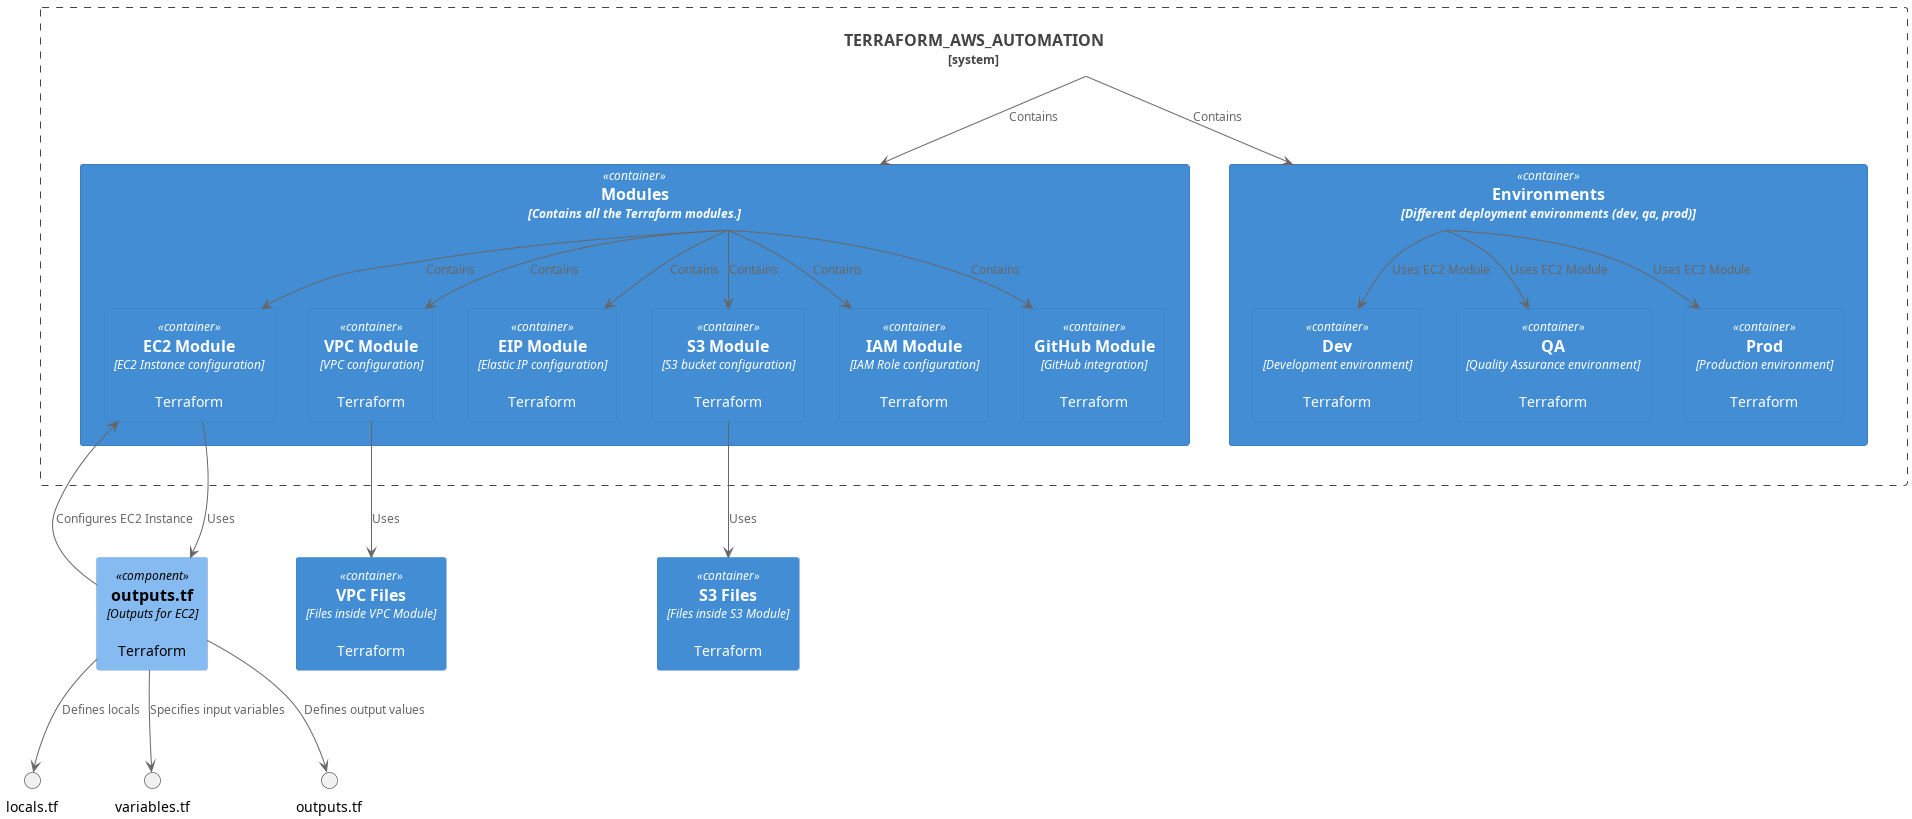 TERRAFORM_AWS_AUTOMATION
[system]
Contains
Contains
«container»
Modules
[Contains all the Terraform modules.]
«container»
Environments
[Different deployment environments (dev, qa, prod)]
Contains
Contains
Contains
Contains
Contains
Contains
Uses EC2 Module
Uses EC2 Module
Uses EC2 Module
«container»
EC2 Module
[EC2 Instance configuration]
Terraform
«container»
VPC Module
[VPC configuration]
Terraform
«container»
EIP Module
[Elastic IP configuration]
Terraform
«container»
S3 Module
[S3 bucket configuration]
Terraform
«container»
IAM Module
[IAM Role configuration]
Terraform
«container»
GitHub Module
[GitHub integration]
Terraform
«container»
Dev
[Development environment]
Terraform
«container»
QA
[Quality Assurance environment]
Terraform
«container»
Prod
[Production environment]
Terraform
Configures EC2 Instance
Uses
Uses
Uses
«component»
outputs.tf
[Outputs for EC2]
Terraform
«container»
VPC Files
[Files inside VPC Module]
Terraform
«container»
S3 Files
[Files inside S3 Module]
Terraform
Defines locals
Specifies input variables
Defines output values
locals.tf
variables.tf
outputs.tf